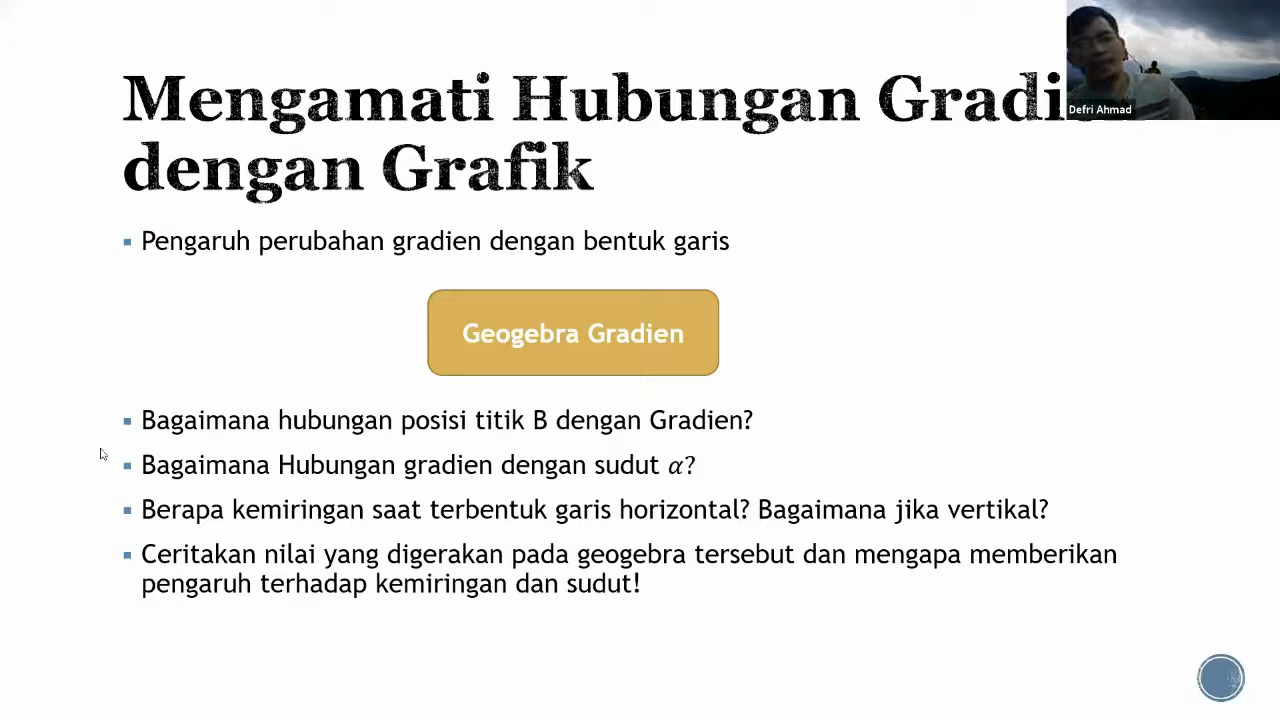 Mengamati Hubungan Gradi
dengan Grafik
Defri Ahmad
▪ Pengaruh perubahan gradien dengan bentuk garis
Geogebra Gradien
▪ Bagaimana hubungan posisi titik B dengan Gradien?
▪ Bagaimana Hubungan gradien dengan sudut 𝛼?
▪ Berapa kemiringan saat terbentuk garis horizontal? Bagaimana jika vertikal?
▪ Ceritakan nilai yang digerakan pada geogebra tersebut dan mengapa memberikan
pengaruh terhadap kemiringan dan sudut!